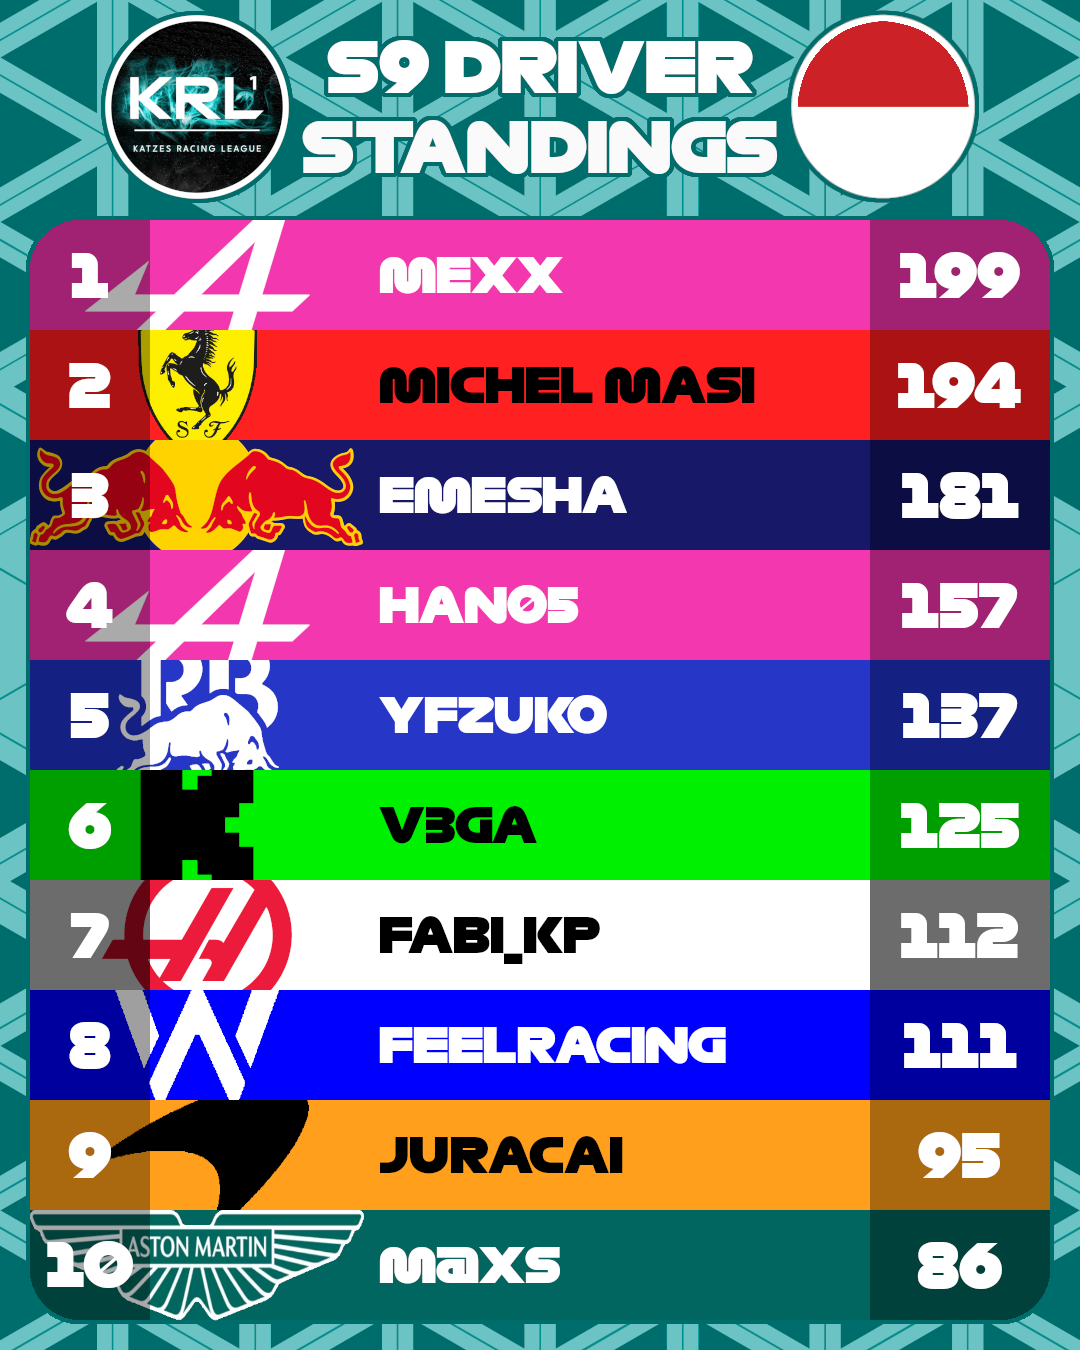 KRL1
KATZES RACING LEAGUE
S9 DRIVER
STANDINGS
1 MEXX 199
2 S F MICHEL MASI 194
3 EMESHA 181
4 HAN05 157
5 RB YFZUKO 137
6 V3GA 125
7 FABI_KP 112
8 FEELRACING 111
9 JURACAI 95
10 ASTON MARTIN maxs 86